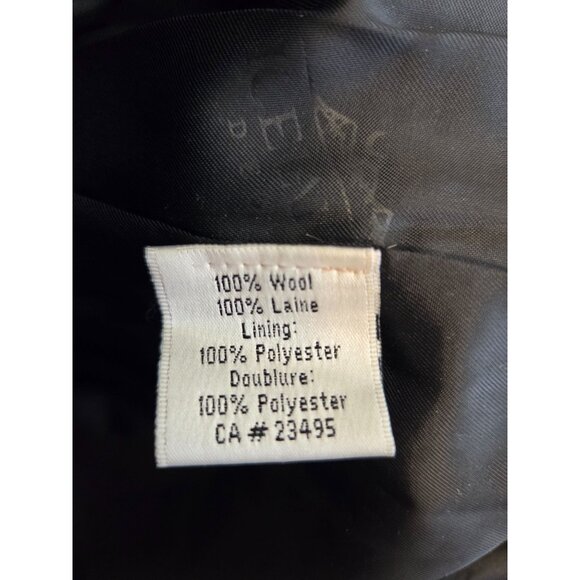 100% Wool
100% Laine
Lining:
100% Polyester
Doublure:
100% Polyester
CA # 23495